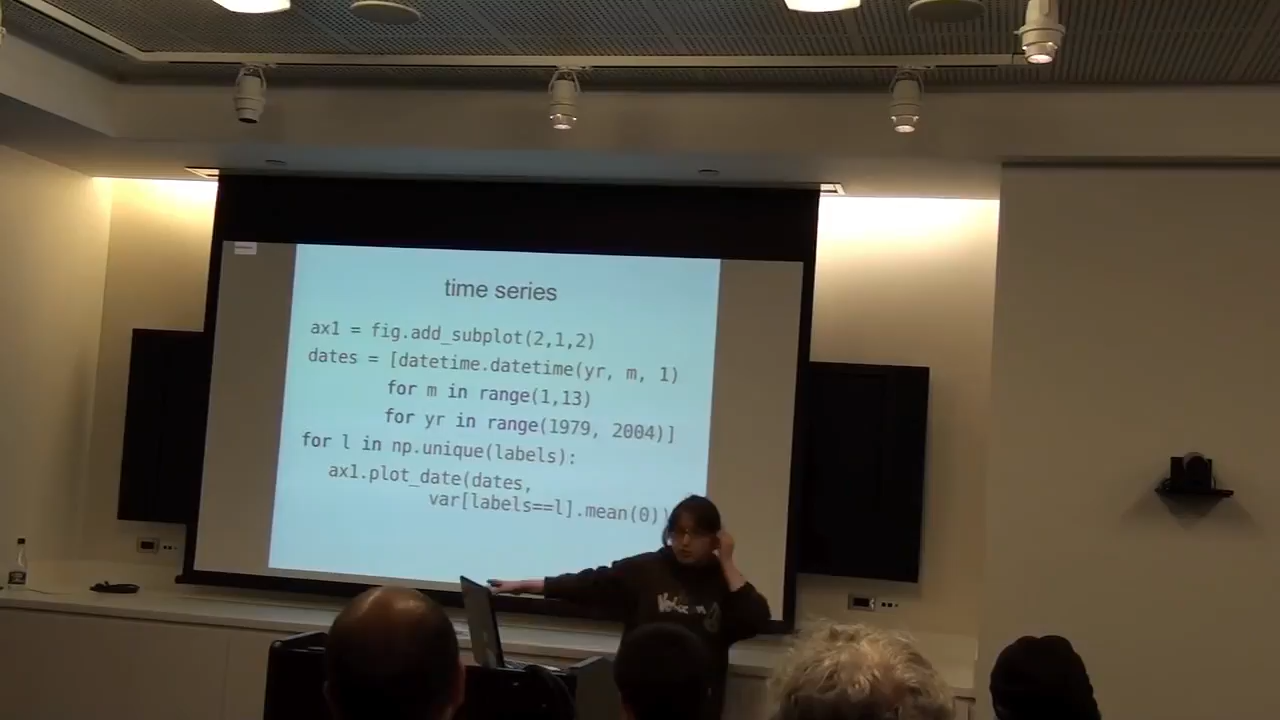 time series
ax1 = fig.add_subplot(2,1,2)
dates = [datetime.datetime(yr, m, 1)
for m in range(1,13)
for yr in range(1979, 2004)]
for l in np.unique(labels):
ax1.plot_date(dates,
var[labels==l].mean(0))